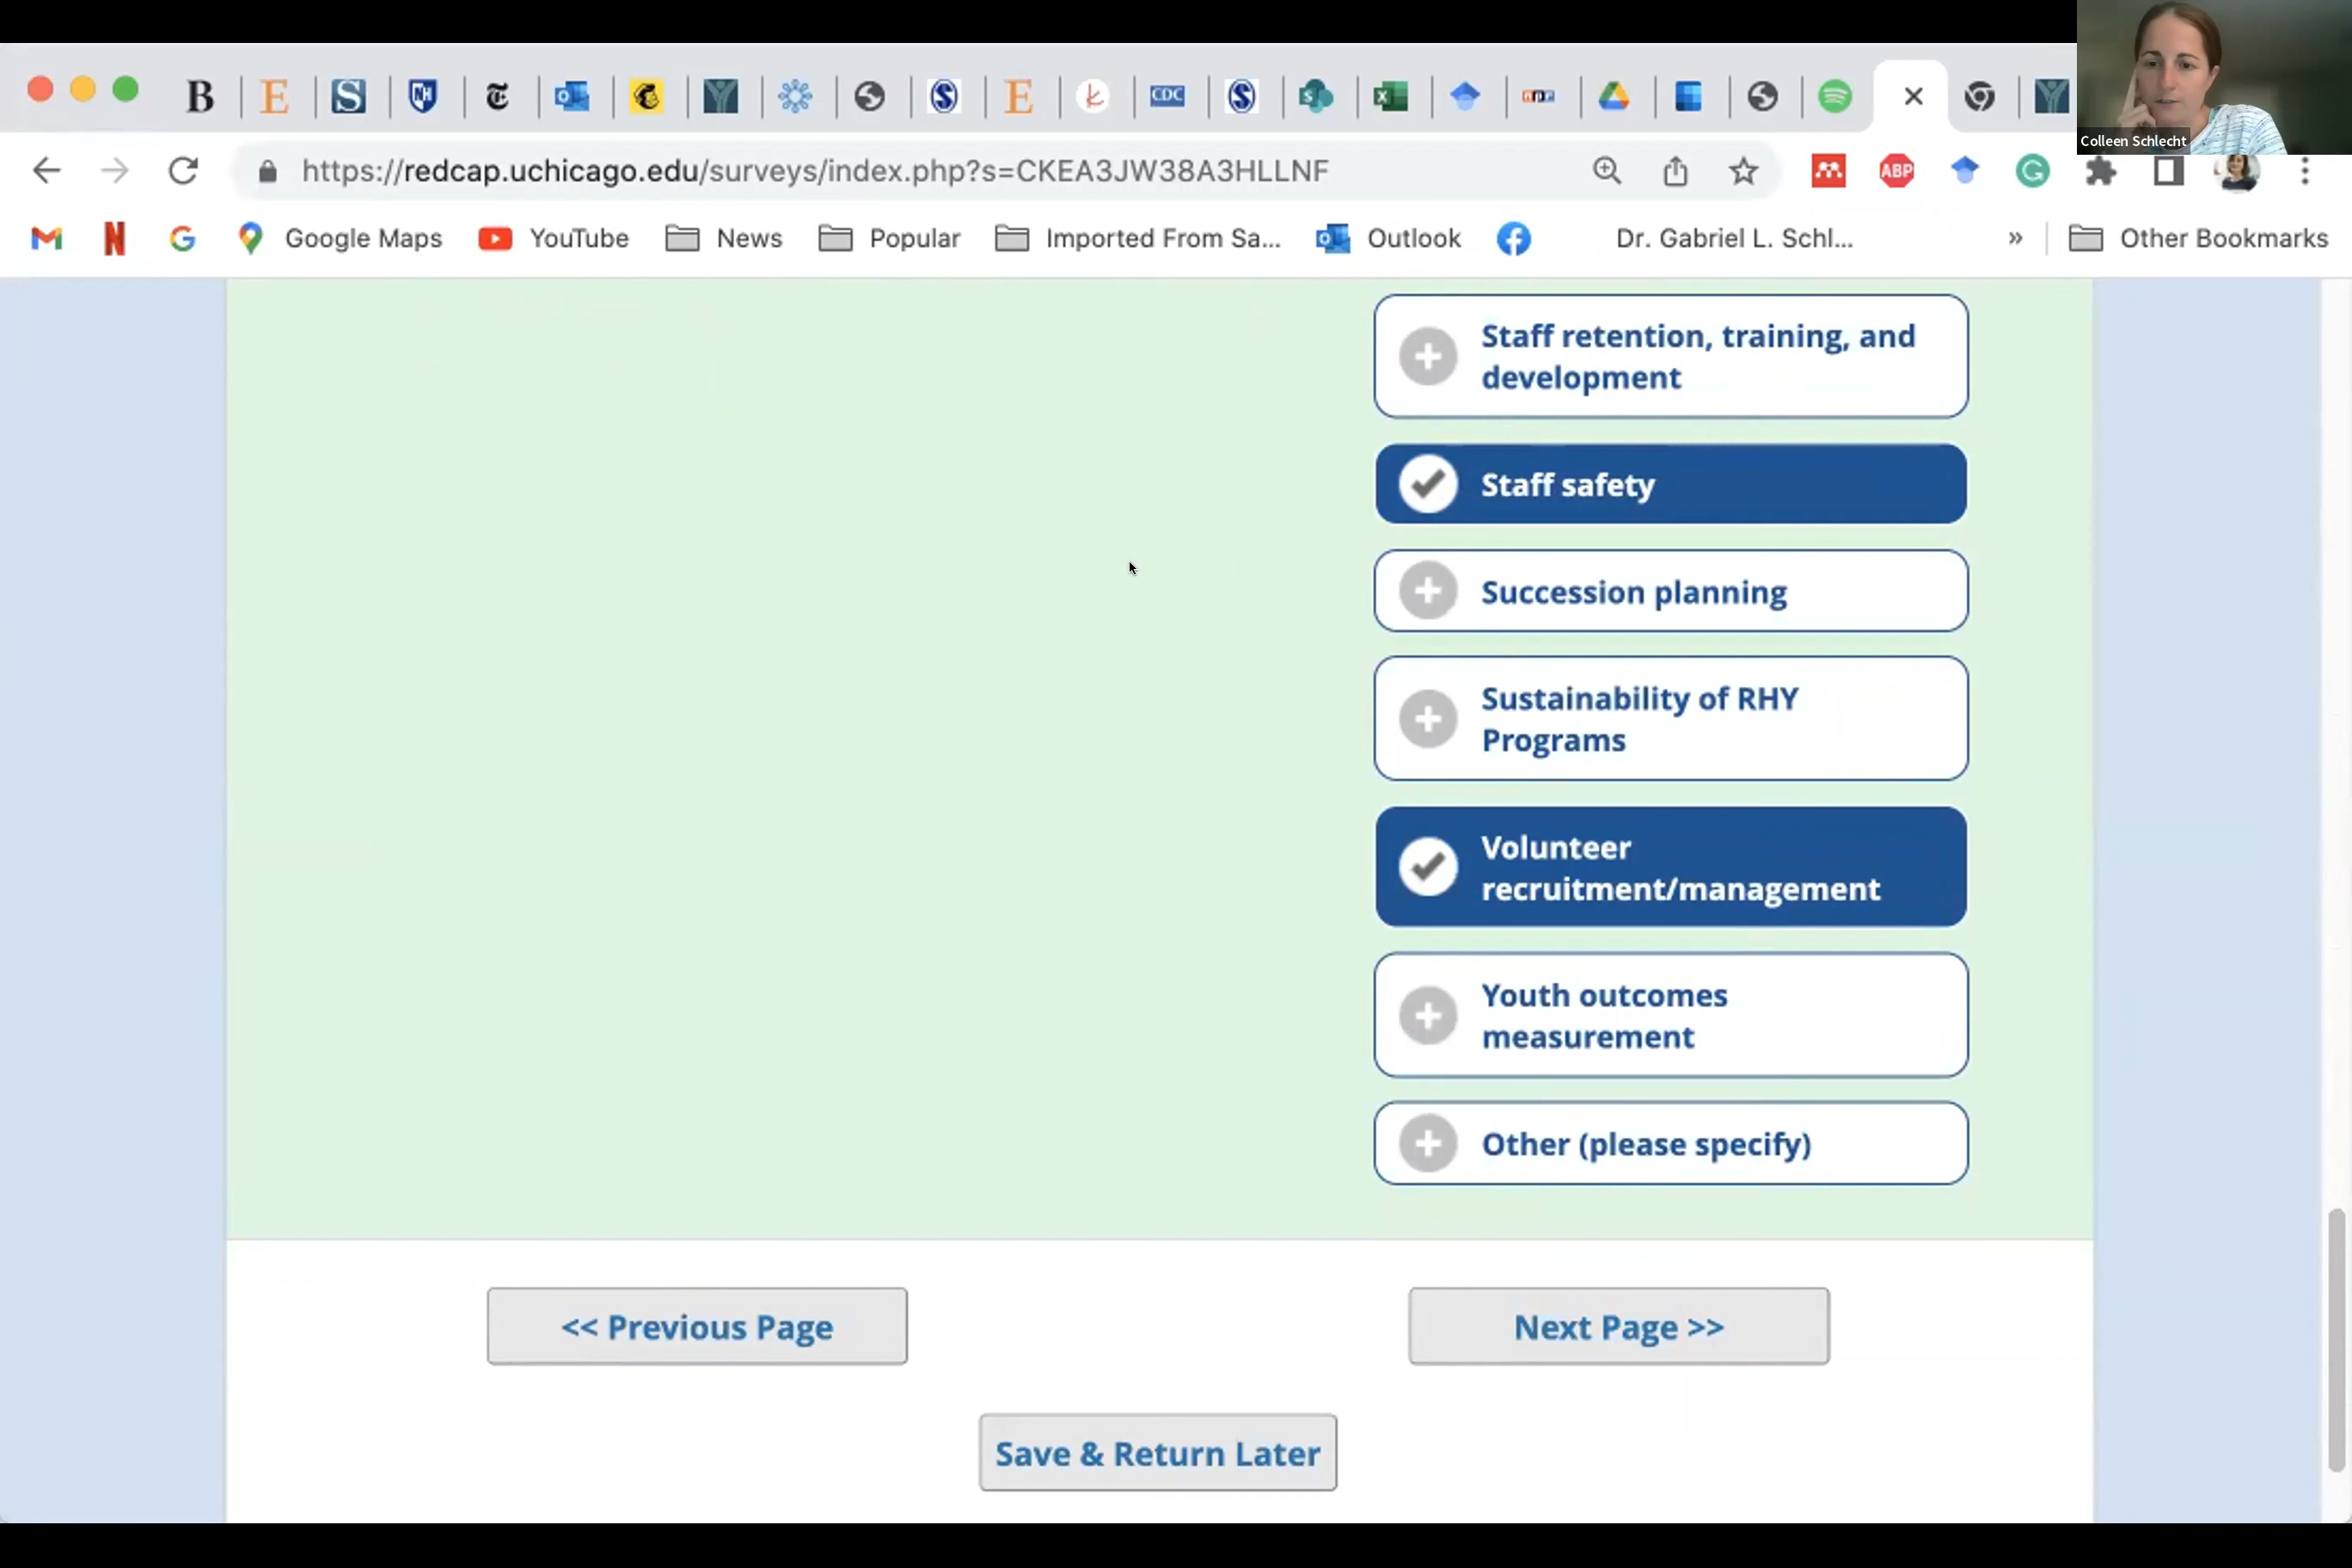 Colleen Schlecht
https://redcap.uchicago.edu/surveys/index.php?s=CKEA3JW38A3HLLNF
ABP
Google Maps
YouTube
News
Popular
Imported From Sa...
Outlook
Dr. Gabriel L. Schl...
»
Other Bookmarks
Staff retention, training, and
development
Staff safety
Succession planning
Sustainability of RHY
Programs
Volunteer
recruitment/management
Youth outcomes
measurement
Other (please specify)
<< Previous Page
Next Page >>
Save & Return Later